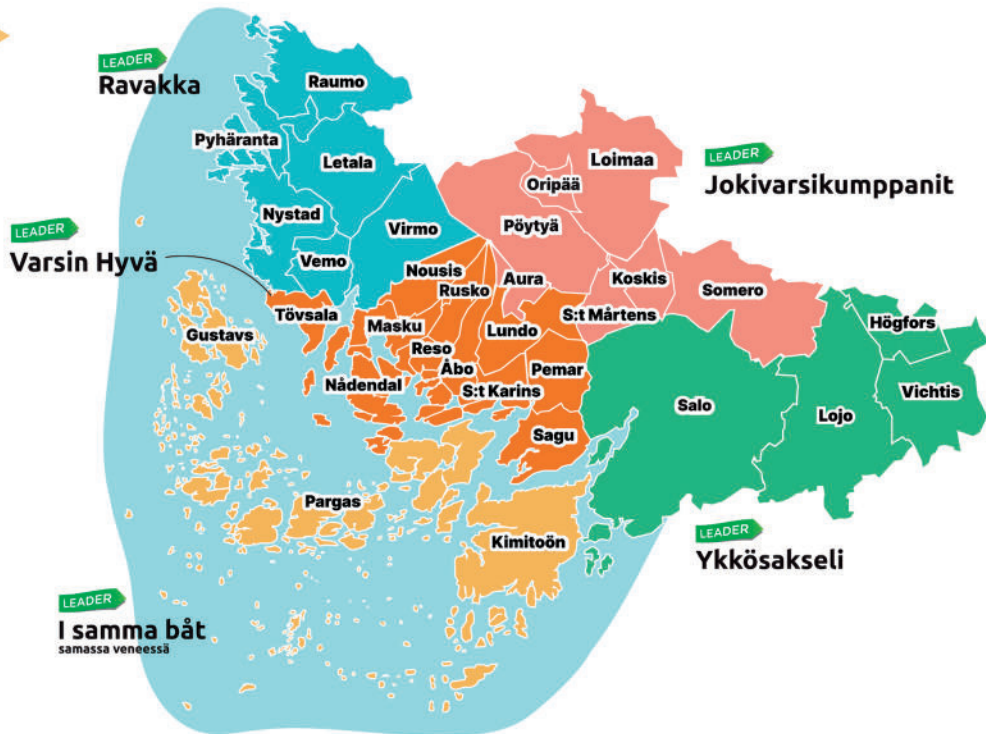 LEADER
Ravakka
Raumo
Pyhäranta
Letala
Loimaa
LEADER
Jokivarsikumppanit
Oripää
Nystad
Virmo
Pöytyä
LEADER
Varsin Hyvä
Vemo
Nousis
Rusko
Aura
Koskis
Somero
Tövsala
Gustavs
Masku
Lundo
S:t Mårtens
Högfors
Reso
Åbo
Pemar
Nådendal
S:t Karins
Vichtis
Salo
Lojo
Sagu
Pargas
Kimitoön
LEADER
Ykkösakseli
LEADER
I samma båt
samassa veneessä